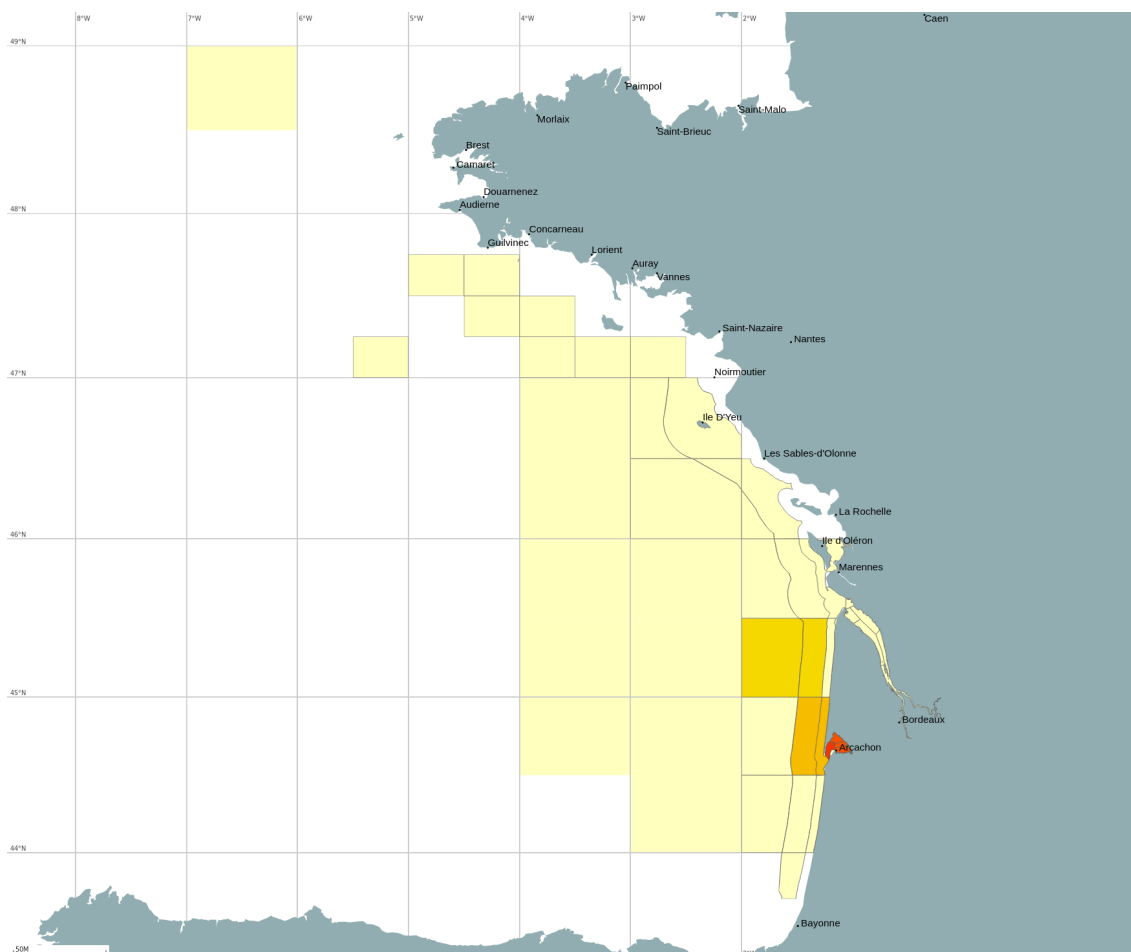 8°W 7°W 6°W 5°W 4°W 3°W 2°W
Caen
49°N
Paimpol
Saint-Malo
Morlaix
Saint-Brieuc
Brest
Camaret
Douarnenez
Audierne
48°N
Concarneau
Guilvinec
Lorient
Auray
Vannes
Saint-Nazaire
Nantes
47°N
Noirmoutier
Ile D'Yeu
Les Sables-d'Olonne
La Rochelle
46°N
Ile d'Oléron
Marennes
45°N
Bordeaux
Arcachon
44°N
Bayonne
50M